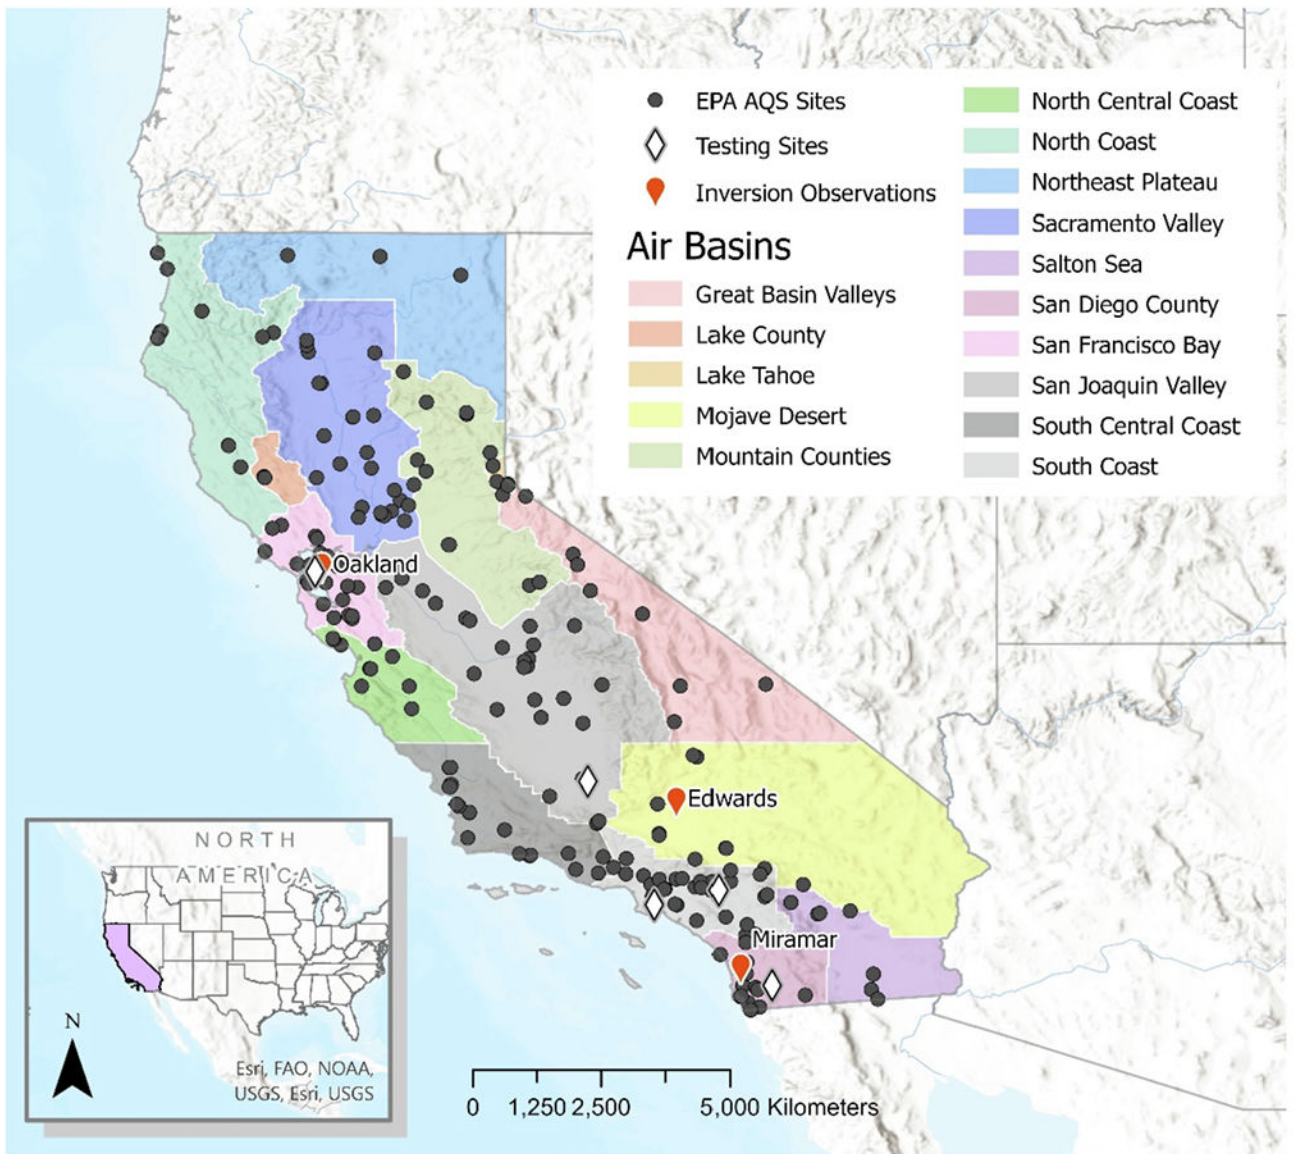 EPA AQS Sites
Testing Sites
Inversion Observations
Air Basins
Great Basin Valleys
Lake County
Lake Tahoe
Mojave Desert
Mountain Counties
North Central Coast
North Coast
Northeast Plateau
Sacramento Valley
Salton Sea
San Diego County
San Francisco Bay
San Joaquin Valley
South Central Coast
South Coast
Oakland
Edwards
Miramar
NORTH
AMERICA
N
Esri, FAO, NOAA,
USGS, Esri, USGS
0 1,250 2,500 5,000 Kilometers